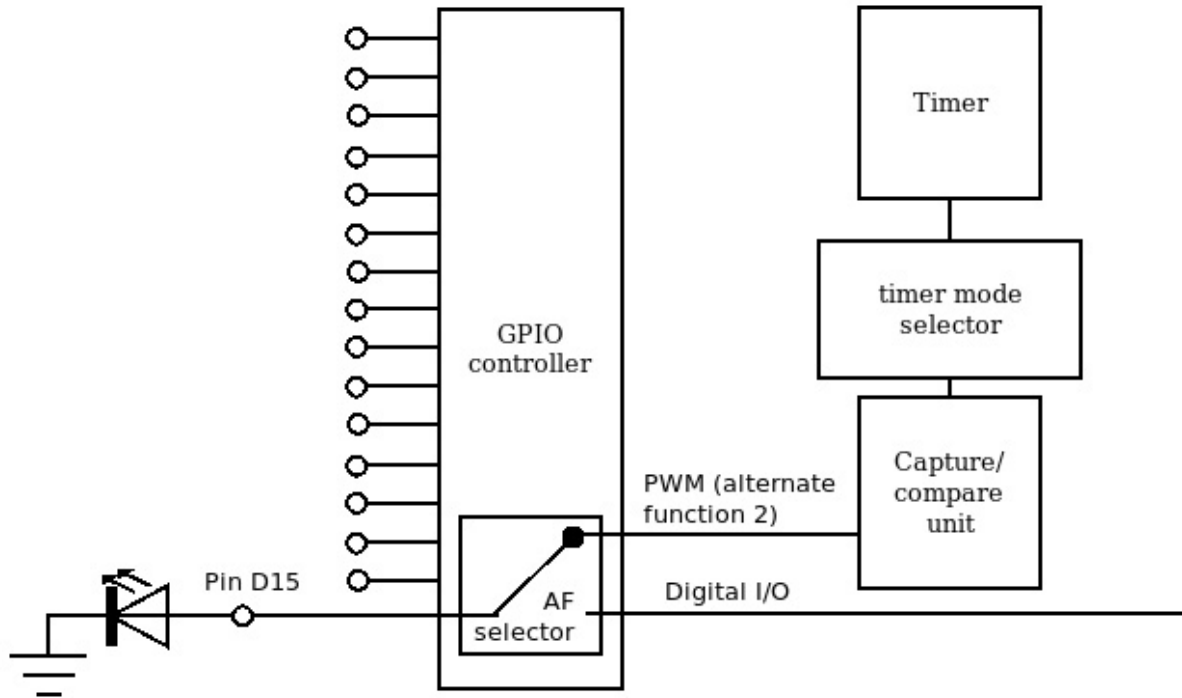 Timer
timer mode
selector
GPIO
controller
Capture/
compare
unit
PWM (alternate
function 2)
Pin D15
Digital I/O
AF
selector